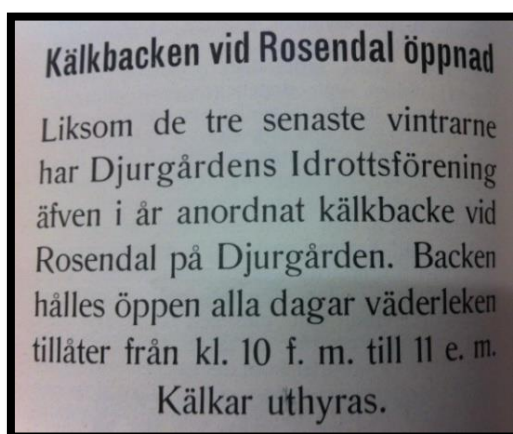 Kälkbacken vid Rosendal öppnad
Liksom de tre senaste vintrarne
har Djurgårdens Idrottsförening
äfven i år anordnat kälkbacke vid
Rosendal på Djurgården. Backen
hålles öppen alla dagar väderleken
tillåter från kl. 10 f. m. till 11 e. m.
Kälkar uthyras.